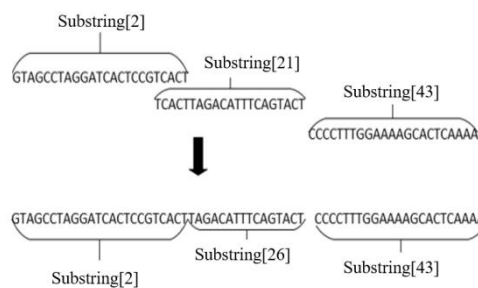 Substring[2]
GTAGCCTAGGATCACTCCGTCACT
Substring[21]
TCACTTAGACATTTCAGTACT
Substring[43]
CCCCTTTGGAAAAGCACTCAAAA
GTAGCCTAGGATCACTCCGTCACTTAGACATTTCAGTACT CCCCTTTGGAAAAGCACTCAAAA
Substring[2]
Substring[26]
Substring[43]